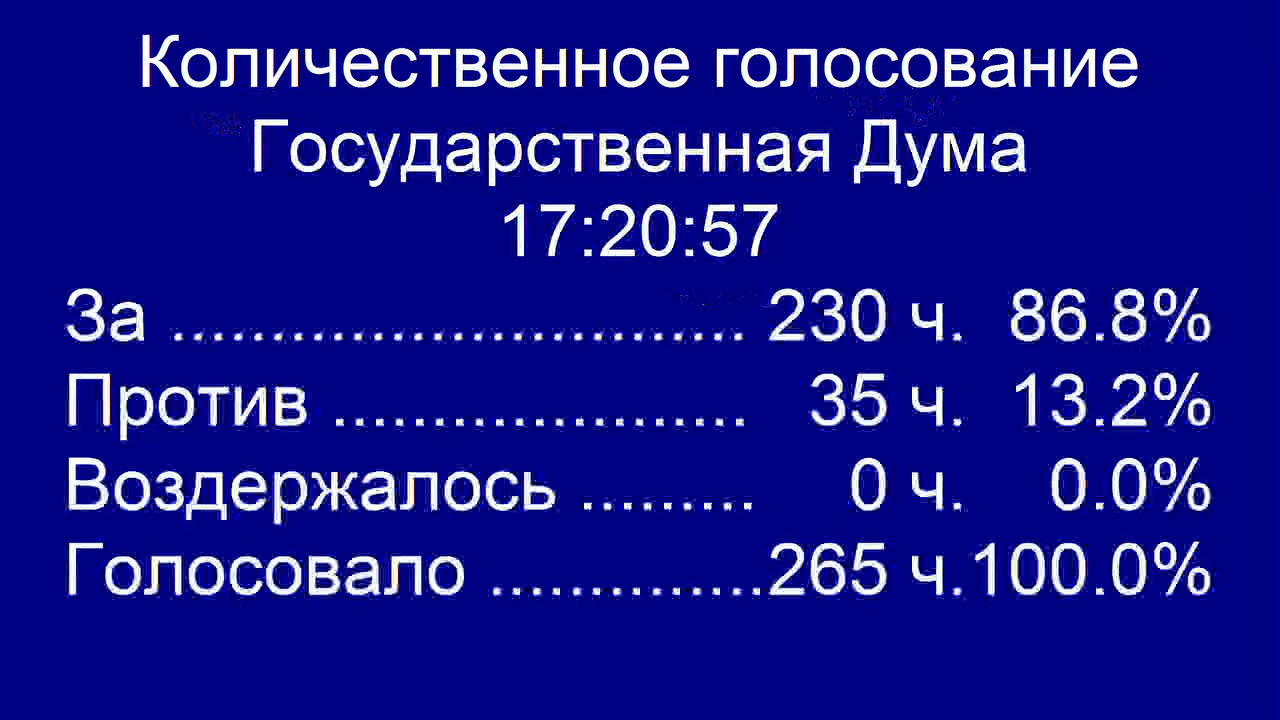 Количественное голосование
Государственная Дума
17:20:57
За ............................. 230 ч. 86.8%
Против ..................... 35 ч. 13.2%
Воздержалось ......... 0 ч. 0.0%
Голосовало ..............265 ч.100.0%